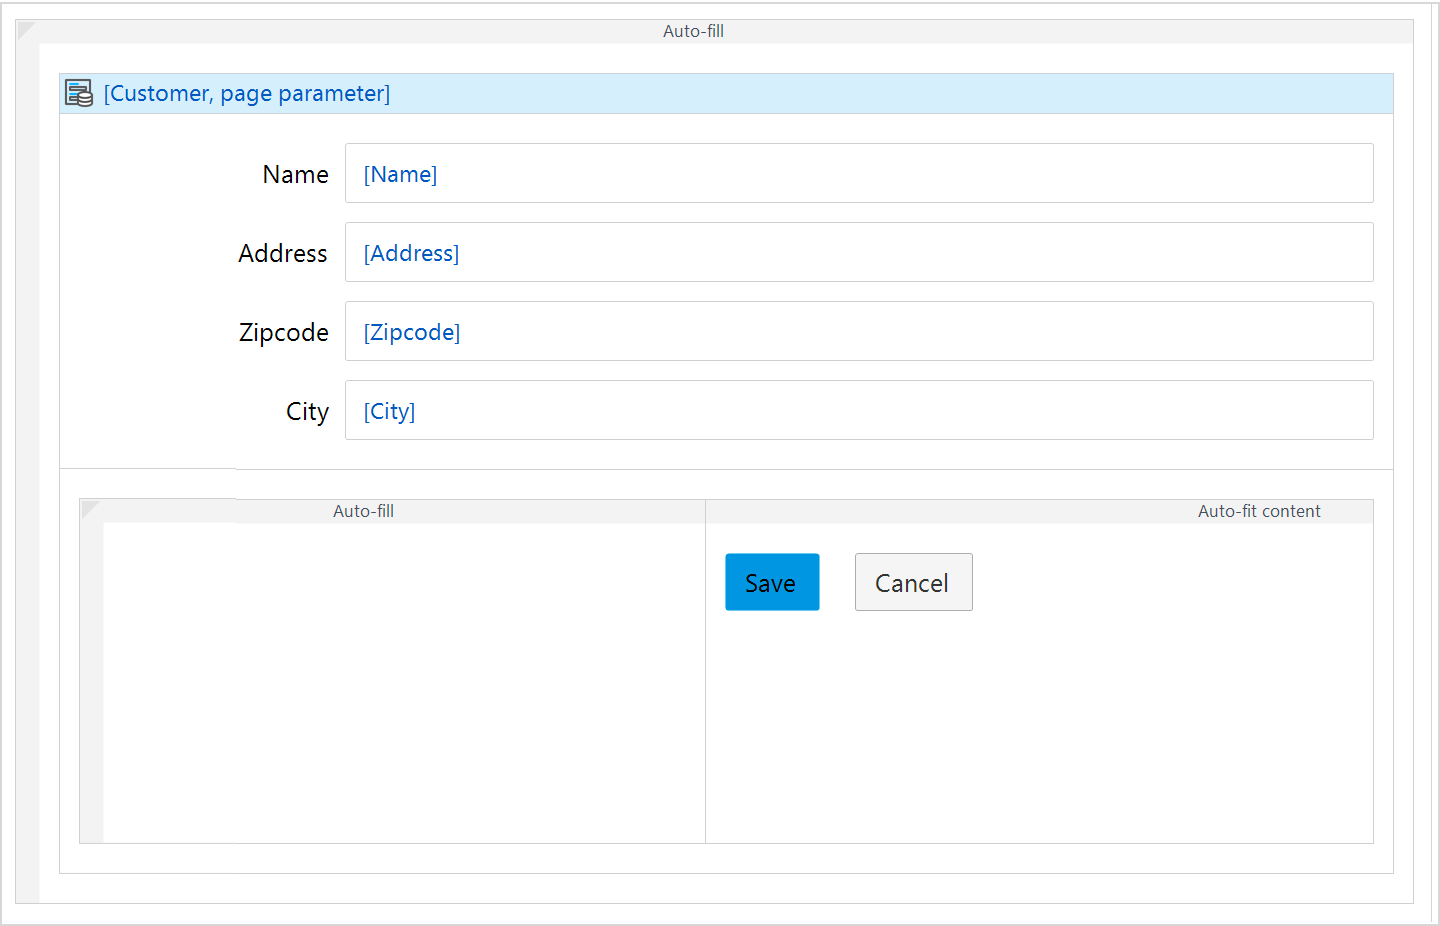 Auto-fill
[Customer, page parameter]
Name [Name]
Address [Address]
Zipcode [Zipcode]
City [City]
Auto-fill Auto-fit content
Save Cancel